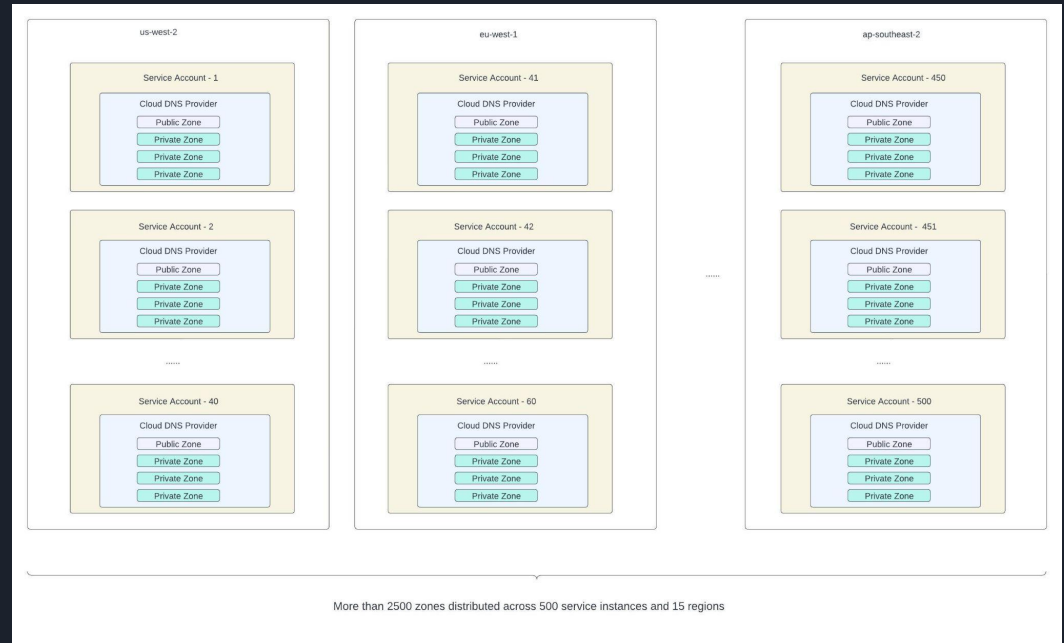 us-west-2
Service Account - 1
Cloud DNS Provider
Public Zone
Private Zone
Private Zone
Private Zone
Service Account - 2
Cloud DNS Provider
Public Zone
Private Zone
Private Zone
Private Zone
......
Service Account - 40
Cloud DNS Provider
Public Zone
Private Zone
Private Zone
Private Zone
eu-west-1
Service Account - 41
Cloud DNS Provider
Public Zone
Private Zone
Private Zone
Private Zone
Service Account - 42
Cloud DNS Provider
Public Zone
Private Zone
Private Zone
Private Zone
......
Service Account - 60
Cloud DNS Provider
Public Zone
Private Zone
Private Zone
Private Zone
......
ap-southeast-2
Service Account - 450
Cloud DNS Provider
Public Zone
Private Zone
Private Zone
Private Zone
Service Account - 451
Cloud DNS Provider
Public Zone
Private Zone
Private Zone
Private Zone
......
Service Account - 500
Cloud DNS Provider
Public Zone
Private Zone
Private Zone
Private Zone
More than 2500 zones distributed across 500 service instances and 15 regions